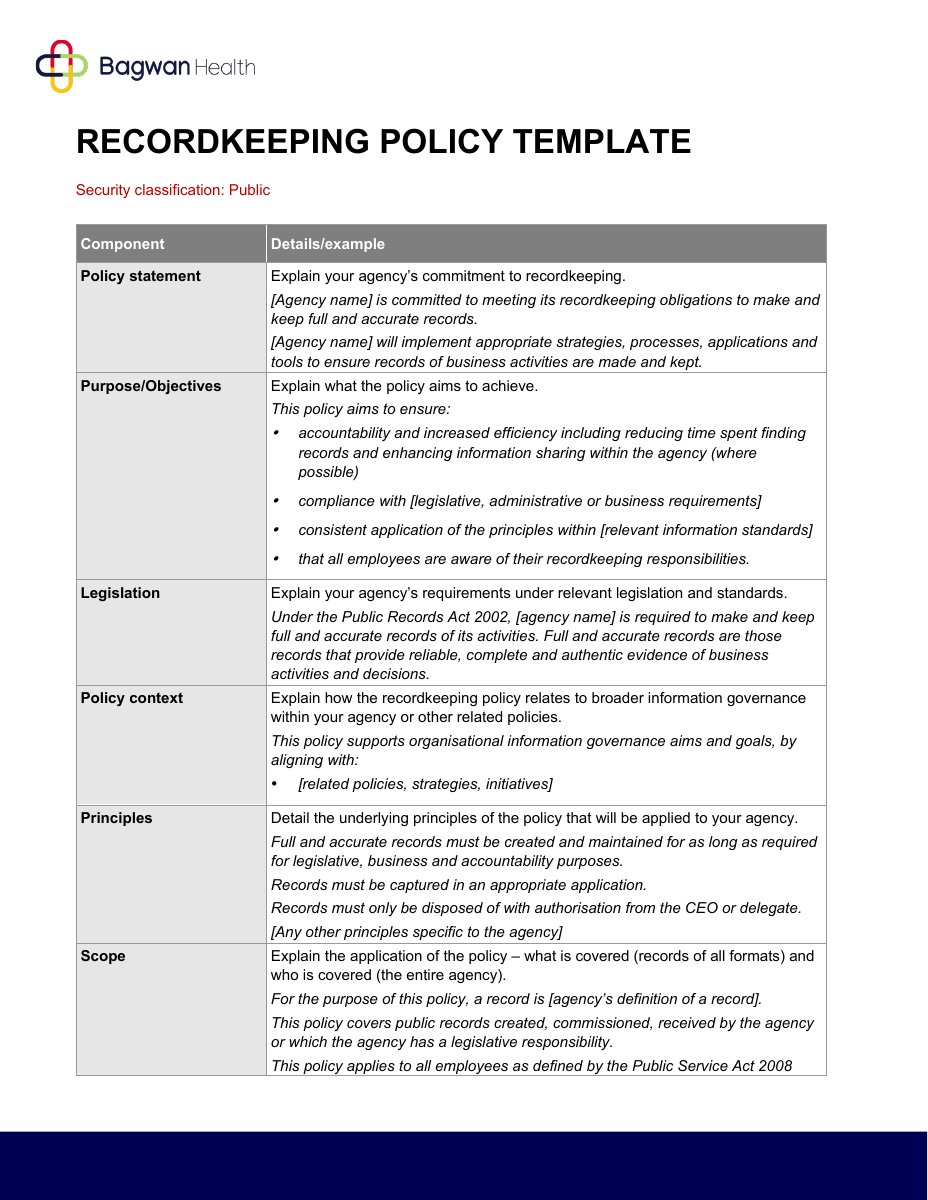 Bagwan Health
RECORDKEEPING POLICY TEMPLATE
Security classification: Public
Component
Details/example
Policy statement
Explain your agency’s commitment to recordkeeping.
[Agency name] is committed to meeting its recordkeeping obligations to make and
keep full and accurate records.
[Agency name] will implement appropriate strategies, processes, applications and
tools to ensure records of business activities are made and kept.
Purpose/Objectives
Explain what the policy aims to achieve.
This policy aims to ensure:
• accountability and increased efficiency including reducing time spent finding
records and enhancing information sharing within the agency (where
possible)
• compliance with [legislative, administrative or business requirements]
• consistent application of the principles within [relevant information standards]
• that all employees are aware of their recordkeeping responsibilities.
Legislation
Explain your agency’s requirements under relevant legislation and standards.
Under the Public Records Act 2002, [agency name] is required to make and keep
full and accurate records of its activities. Full and accurate records are those
records that provide reliable, complete and authentic evidence of business
activities and decisions.
Policy context
Explain how the recordkeeping policy relates to broader information governance
within your agency or other related policies.
This policy supports organisational information governance aims and goals, by
aligning with:
• [related policies, strategies, initiatives]
Principles
Detail the underlying principles of the policy that will be applied to your agency.
Full and accurate records must be created and maintained for as long as required
for legislative, business and accountability purposes.
Records must be captured in an appropriate application.
Records must only be disposed of with authorisation from the CEO or delegate.
[Any other principles specific to the agency]
Scope
Explain the application of the policy – what is covered (records of all formats) and
who is covered (the entire agency).
For the purpose of this policy, a record is [agency’s definition of a record].
This policy covers public records created, commissioned, received by the agency
or which the agency has a legislative responsibility.
This policy applies to all employees as defined by the Public Service Act 2008